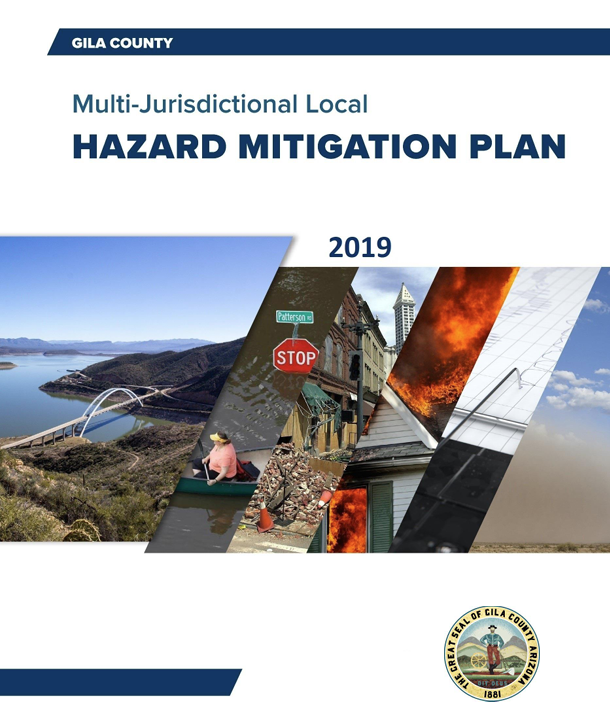 GILA COUNTY
Multi-Jurisdictional Local
HAZARD MITIGATION PLAN
2019
Patterson
STOP
THE GREAT SEAL OF GILA COUNTY ARIZONA
1881